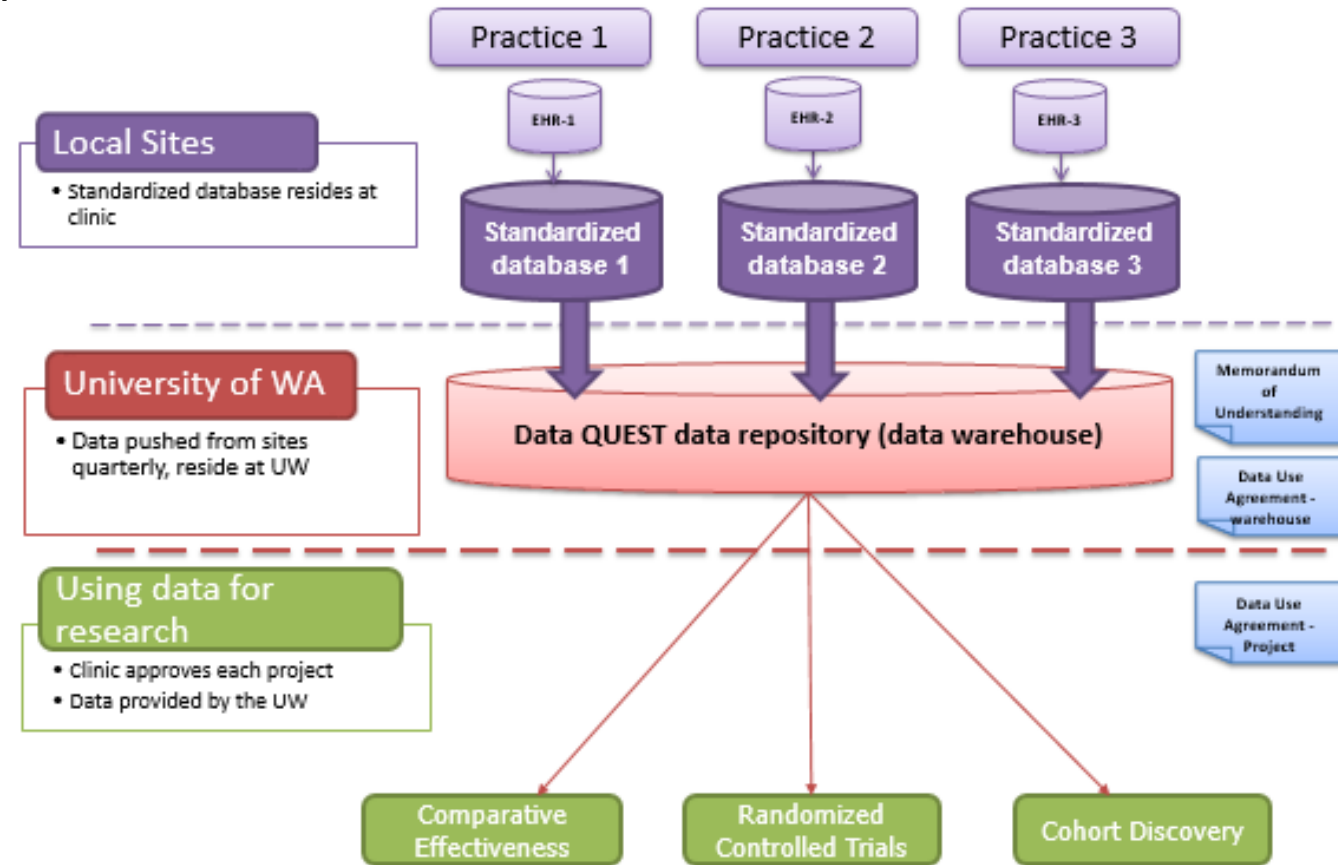 Practice 1
Practice 2
Practice 3
EHR-1
EHR-2
EHR-3
Local Sites
• Standardized database resides at
clinic
Standardized
database 1
Standardized
database 2
Standardized
database 3
University of WA
• Data pushed from sites
quarterly, reside at UW
Data QUEST data repository (data warehouse)
Memorandum
of
Understanding
Data Use
Agreement -
warehouse
Using data for
research
• Clinic approves each project
• Data provided by the UW
Data Use
Agreement -
Project
Comparative
Effectiveness
Randomized
Controlled Trials
Cohort Discovery